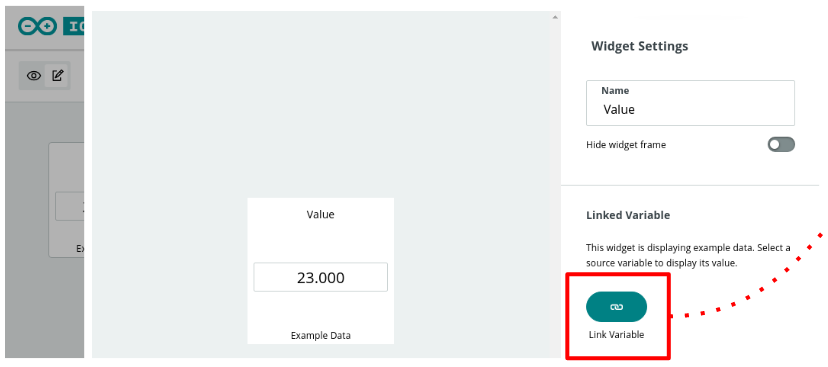 Widget Settings
Name
Value
Hide widget frame
Linked Variable
This widget is displaying example data. Select a
source variable to display its value.
Link Variable
Value
23.000
Example Data